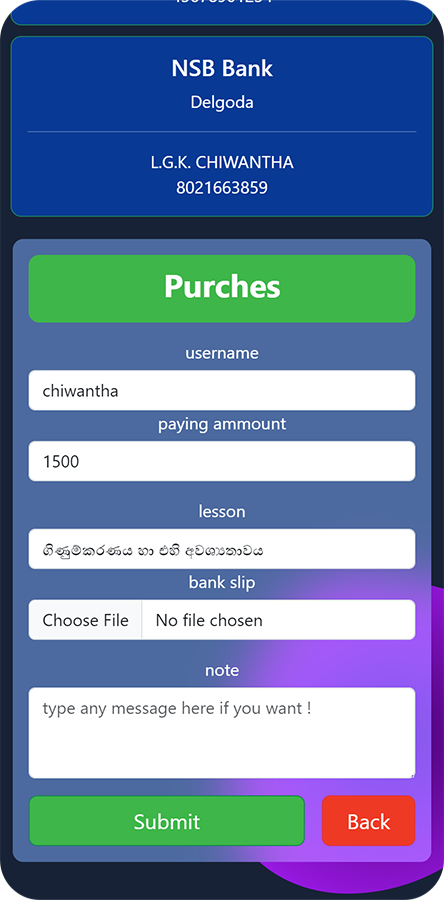 NSB Bank
Delgoda
L.G.K. CHIWANTHA
8021663859
Purches
username
chiwantha
paying ammount
1500
lesson
ගිණුම්කරණය හා එහි අවශ්‍යතාවය
bank slip
Choose File No file chosen
note
type any message here if you want !
Submit Back